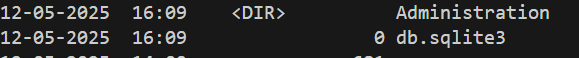 12-05-2025  16:09    <DIR>          Administration
12-05-2025  16:09                 0 db.sqlite3